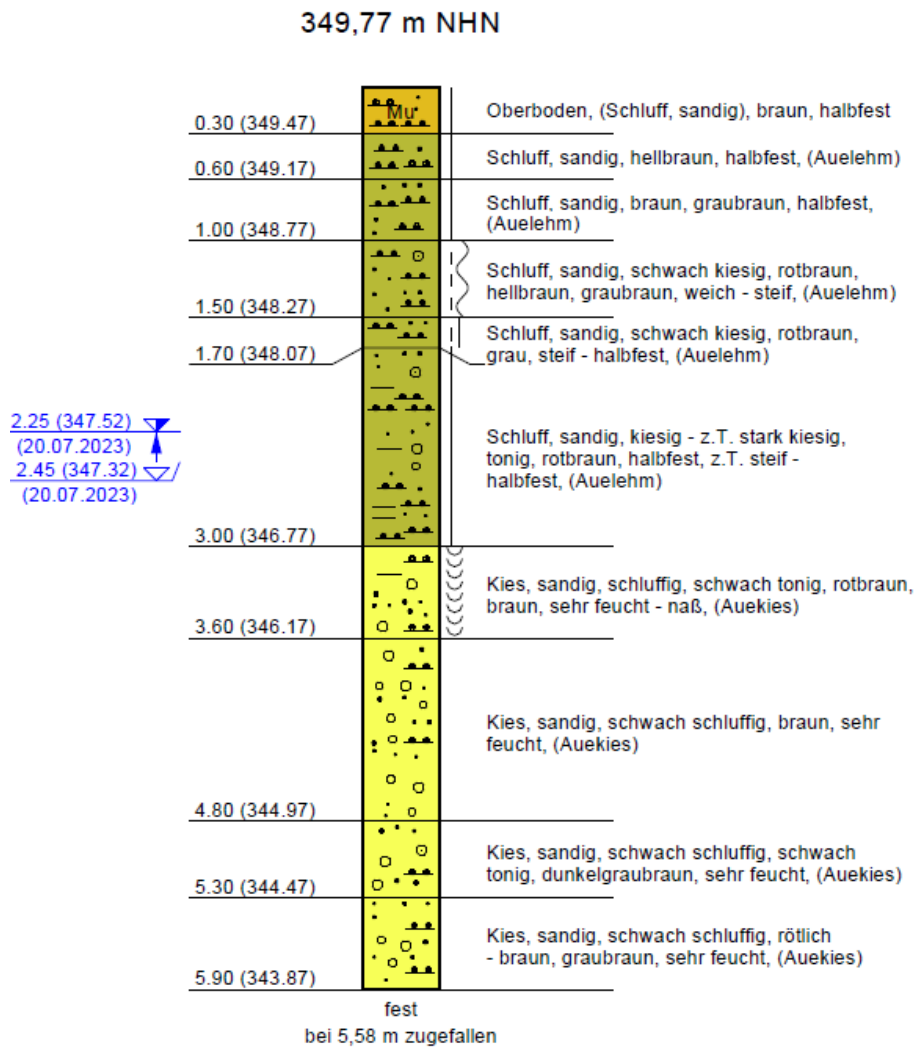 349,77 m NHN
Mu
0.30 (349.47)
Oberboden, (Schluff, sandig), braun, halbfest
0.60 (349.17)
Schluff, sandig, hellbraun, halbfest, (Auelehm)
1.00 (348.77)
Schluff, sandig, braun, graubraun, halbfest,
(Auelehm)
1.50 (348.27)
Schluff, sandig, schwach kiesig, rotbraun,
hellbraun, graubraun, weich - steif, (Auelehm)
1.70 (348.07)
Schluff, sandig, schwach kiesig, rotbraun,
grau, steif - halbfest, (Auelehm)
2.25 (347.52)
(20.07.2023)
2.45 (347.32)
(20.07.2023)
3.00 (346.77)
Schluff, sandig, kiesig - z.T. stark kiesig,
tonig, rotbraun, halbfest, z.T. steif -
halbfest, (Auelehm)
3.60 (346.17)
Kies, sandig, schluffig, schwach tonig, rotbraun,
braun, sehr feucht - naß, (Auekies)
4.80 (344.97)
Kies, sandig, schwach schluffig, braun, sehr
feucht, (Auekies)
5.30 (344.47)
Kies, sandig, schwach schluffig, schwach
tonig, dunkelgraubraun, sehr feucht, (Auekies)
5.90 (343.87)
Kies, sandig, schwach schluffig, rötlich
- braun, graubraun, sehr feucht, (Auekies)
fest
bei 5,58 m zugefallen